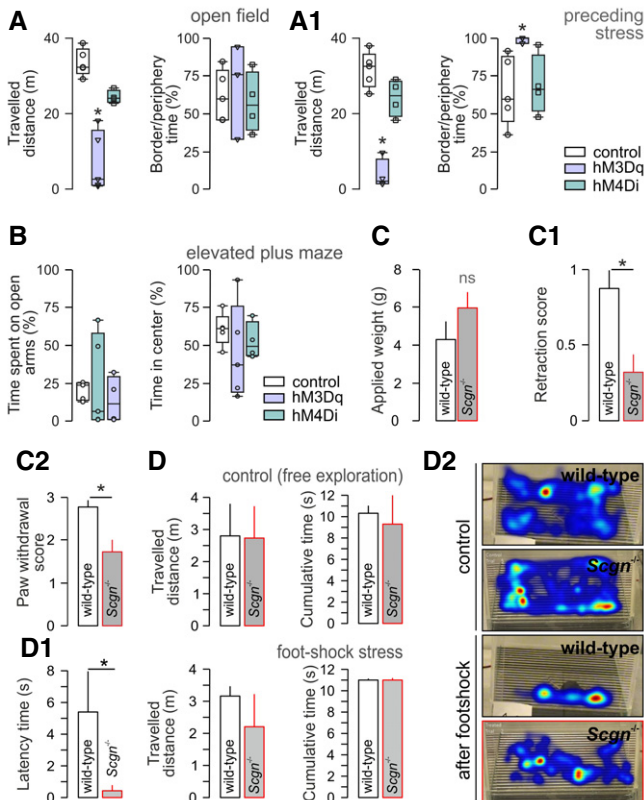 A
open field
Travelled distance (m)
60
40
20
0
*
Border/periphery time (%)
100
75
50
25
0
A1
preceding stress
Travelled distance (m)
60
40
20
0
*
Border/periphery time (%)
100
75
50
25
0
*
control
hM3Dq
hM4Di
B
elevated plus maze
Time spent on open arms (%)
100
75
50
25
0
Time in center (%)
100
75
50
25
0
control
hM3Dq
hM4Di
C
Applied weight (g)
8
6
4
2
0
ns
wild-type
Scgn-/-
C1
Retraction score
1
0.5
0
*
wild-type
Scgn-/-
C2
Paw withdrawal score
3
2
1
0
*
wild-type
Scgn-/-
D
control (free exploration)
Travelled distance (m)
4
3
2
1
0
wild-type
Scgn-/-
Cumulative time (s)
12
10
8
6
4
2
0
wild-type
Scgn-/-
D1
foot-shock stress
Latency time (s)
8
6
4
2
0
*
wild-type
Scgn-/-
Travelled distance (m)
4
3
2
1
0
wild-type
Scgn-/-
Cumulative time (s)
12
10
8
6
4
2
0
wild-type
Scgn-/-
D2
control
wild-type
Scgn-/-
after footshock
wild-type
Scgn-/-